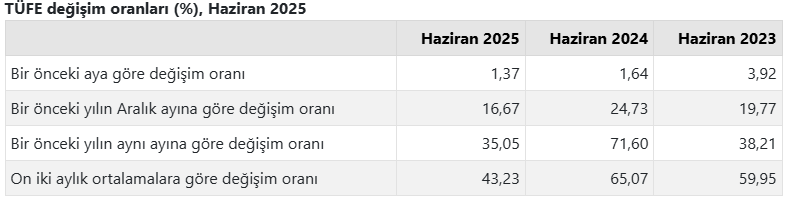 TÜFE değişim oranları (%), Haziran 2025
Haziran 2025 Haziran 2024 Haziran 2023
Bir önceki aya göre değişim oranı 1,37 1,64 3,92
Bir önceki yılın Aralık ayına göre değişim oranı 16,67 24,73 19,77
Bir önceki yılın aynı ayına göre değişim oranı 35,05 71,60 38,21
On iki aylık ortalamalara göre değişim oranı 43,23 65,07 59,95